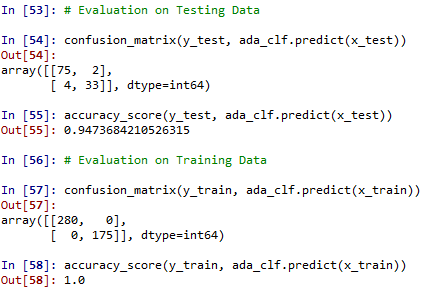 In [53]: # Evaluation on Testing Data
In [54]: confusion_matrix(y_test, ada_clf.predict(x_test))
Out[54]:
array([[75,  2],
       [ 4, 33]], dtype=int64)
In [55]: accuracy_score(y_test, ada_clf.predict(x_test))
Out[55]: 0.9473684210526315
In [56]: # Evaluation on Training Data
In [57]: confusion_matrix(y_train, ada_clf.predict(x_train))
Out[57]:
array([[280,   0],
       [  0, 175]], dtype=int64)
In [58]: accuracy_score(y_train, ada_clf.predict(x_train))
Out[58]: 1.0